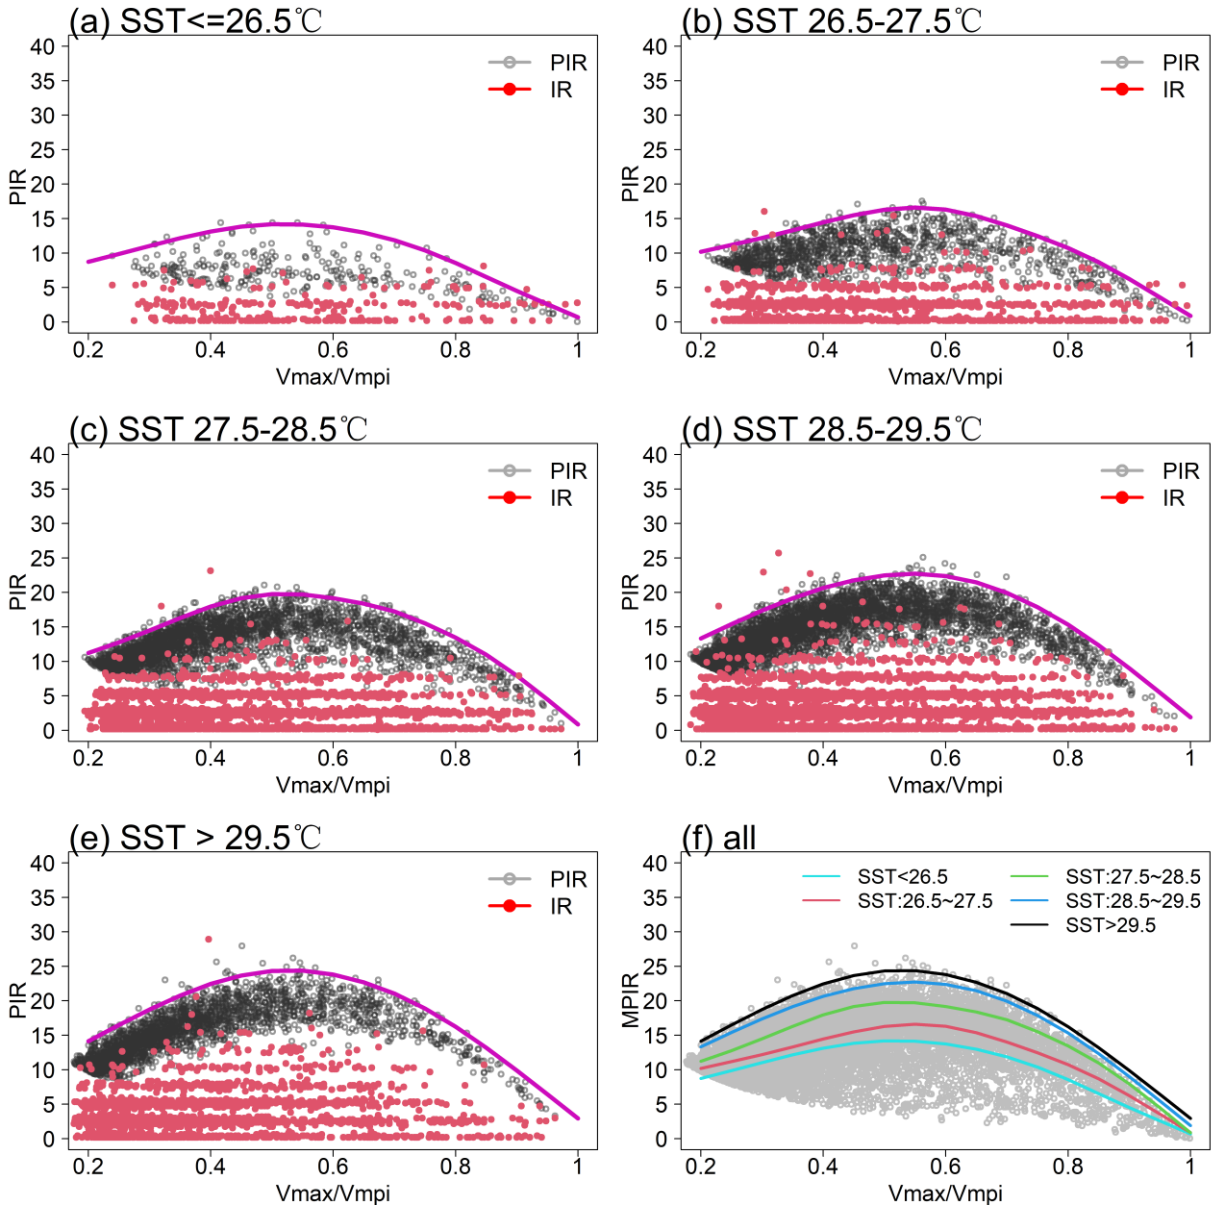 (a) SST<=26.5℃
(b) SST 26.5-27.5℃
40
35
30
25
20
15
10
5
0
PIR
PIR
IR
0.2 0.4 0.6 0.8 1
Vmax/Vmpi
40
35
30
25
20
15
10
5
0
PIR
PIR
IR
0.2 0.4 0.6 0.8 1
Vmax/Vmpi
(c) SST 27.5-28.5℃
(d) SST 28.5-29.5℃
40
35
30
25
20
15
10
5
0
PIR
PIR
IR
0.2 0.4 0.6 0.8 1
Vmax/Vmpi
40
35
30
25
20
15
10
5
0
PIR
PIR
IR
0.2 0.4 0.6 0.8 1
Vmax/Vmpi
(e) SST > 29.5℃
(f) all
40
35
30
25
20
15
10
5
0
PIR
PIR
IR
0.2 0.4 0.6 0.8 1
Vmax/Vmpi
40
35
30
25
20
15
10
5
0
MPIR
SST<26.5
SST:26.5~27.5
SST:27.5~28.5
SST:28.5~29.5
SST>29.5
0.2 0.4 0.6 0.8 1
Vmax/Vmpi